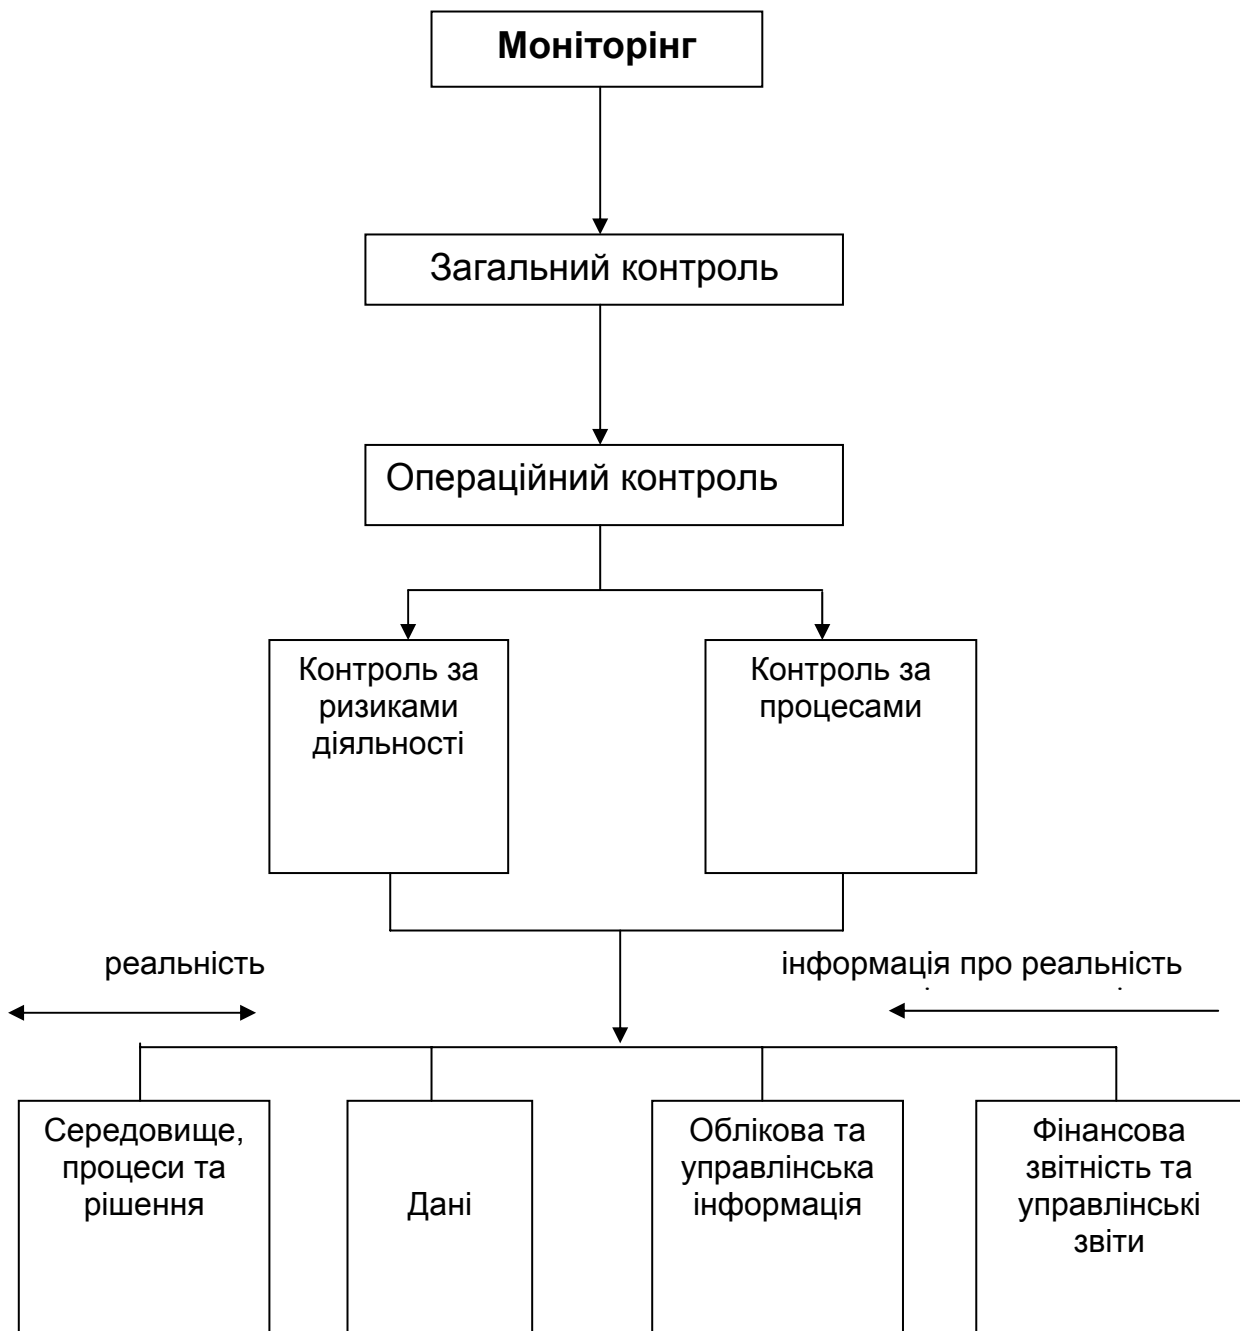 Моніторінг
Загальний контроль
Операційний контроль
Контроль за
ризиками
діяльності
Контроль за
процесами
реальність
інформація про реальність
Середовище,
процеси та
рішення
Дані
Облікова та
управлінська
інформація
Фінансова
звітність та
управлінські
звіти